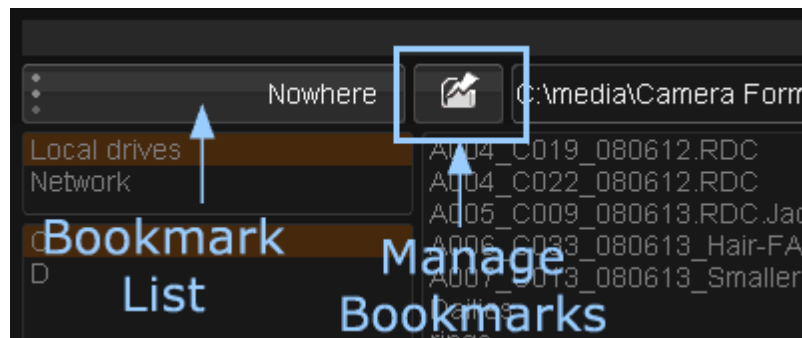 Nowhere
C:\media\Camera Form
Local drives
Network
A004_C019_080612.RDC
A004_C022_080612.RDC
A005_C009_080613.RDC.Jac
A006_C033_080613_Hair-FA
A007_C013_080613_Smaller
D
Bookmark
List
Manage
Bookmarks